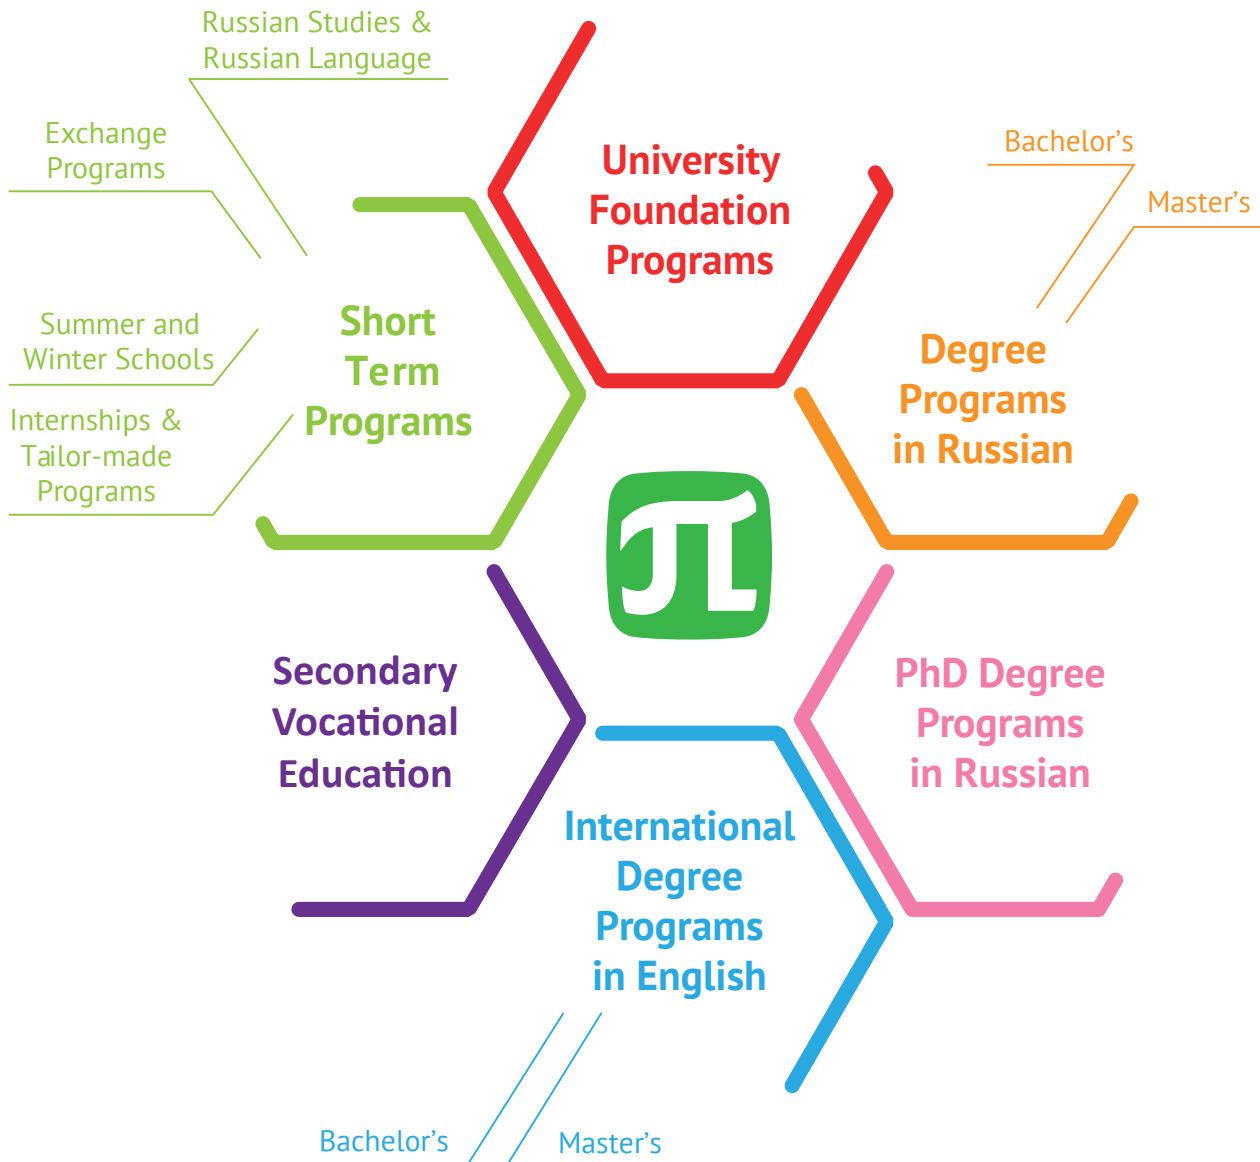 Russian Studies &
Russian Language
Exchange
Programs
Summer and
Winter Schools
Internships &
Tailor-made
Programs
Short
Term
Programs
University
Foundation
Programs
Bachelor's
Master's
Degree
Programs
in Russian
Secondary
Vocational
Education
PhD Degree
Programs
in Russian
International
Degree
Programs
in English
Bachelor's
Master's